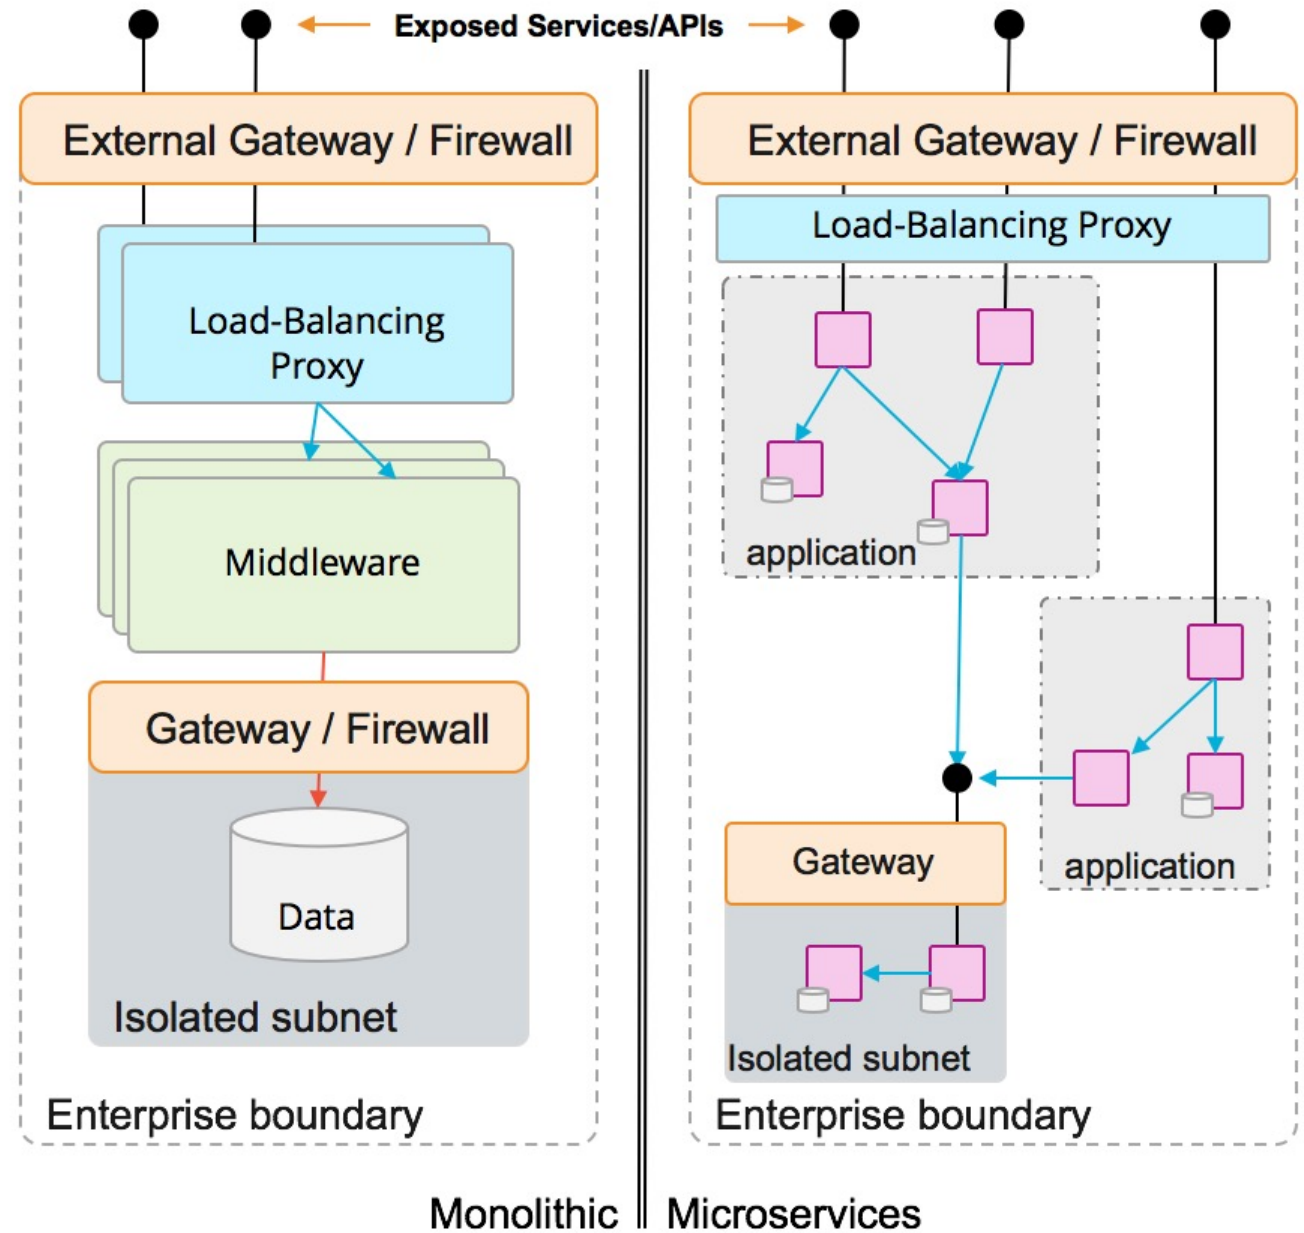 Exposed Services/APIs
External Gateway / Firewall
Load-Balancing
Proxy
Middleware
Gateway / Firewall
Data
Isolated subnet
Enterprise boundary
Monolithic
External Gateway / Firewall
Load-Balancing Proxy
application
application
Gateway
Isolated subnet
Enterprise boundary
Microservices